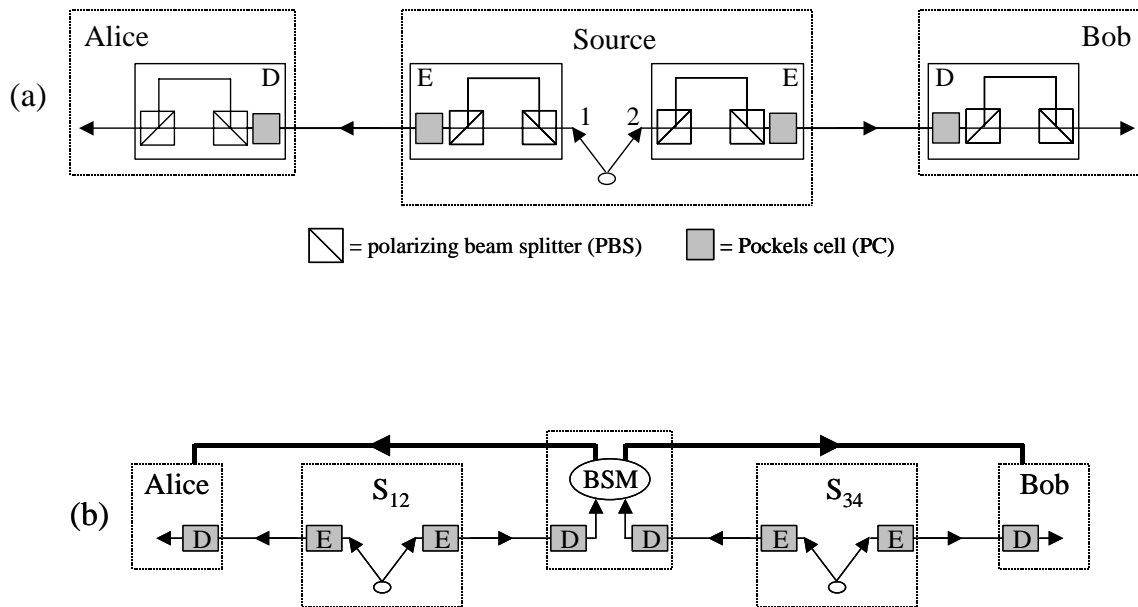 Alice
Source
Bob
(a)
D
E
E
D
1
2
= polarizing beam splitter (PBS)
= Pockels cell (PC)
(b)
Alice
S12
BSM
S34
Bob
D
E
E
D
D
E
E
D